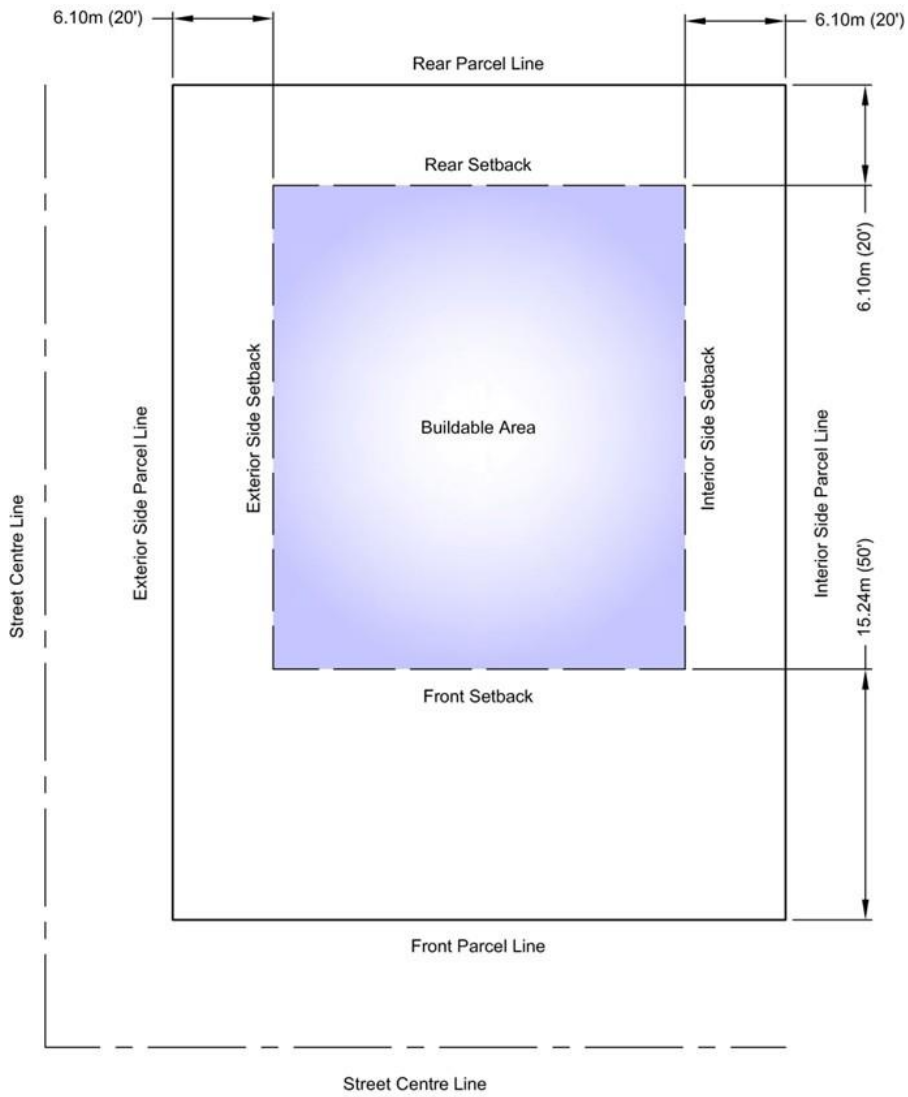 6.10m (20')
6.10m (20')
Rear Parcel Line
Rear Setback
6.10m (20')
Exterior Side Setback
Interior Side Setback
Buildable Area
Exterior Side Parcel Line
Interior Side Parcel Line
Street Centre Line
15.24m (50')
Front Setback
Front Parcel Line
Street Centre Line